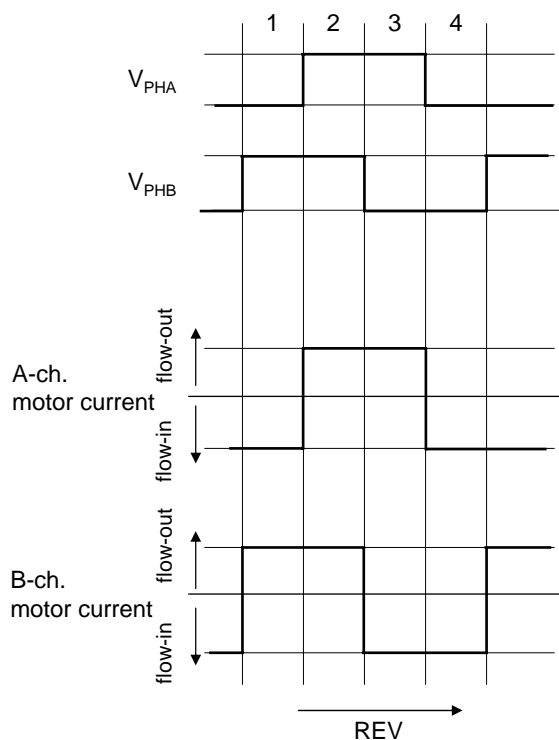 1 2 3 4
VPHA
VPHB
flow-out
A-ch.
motor current
flow-in
flow-out
B-ch.
motor current
flow-in
REV